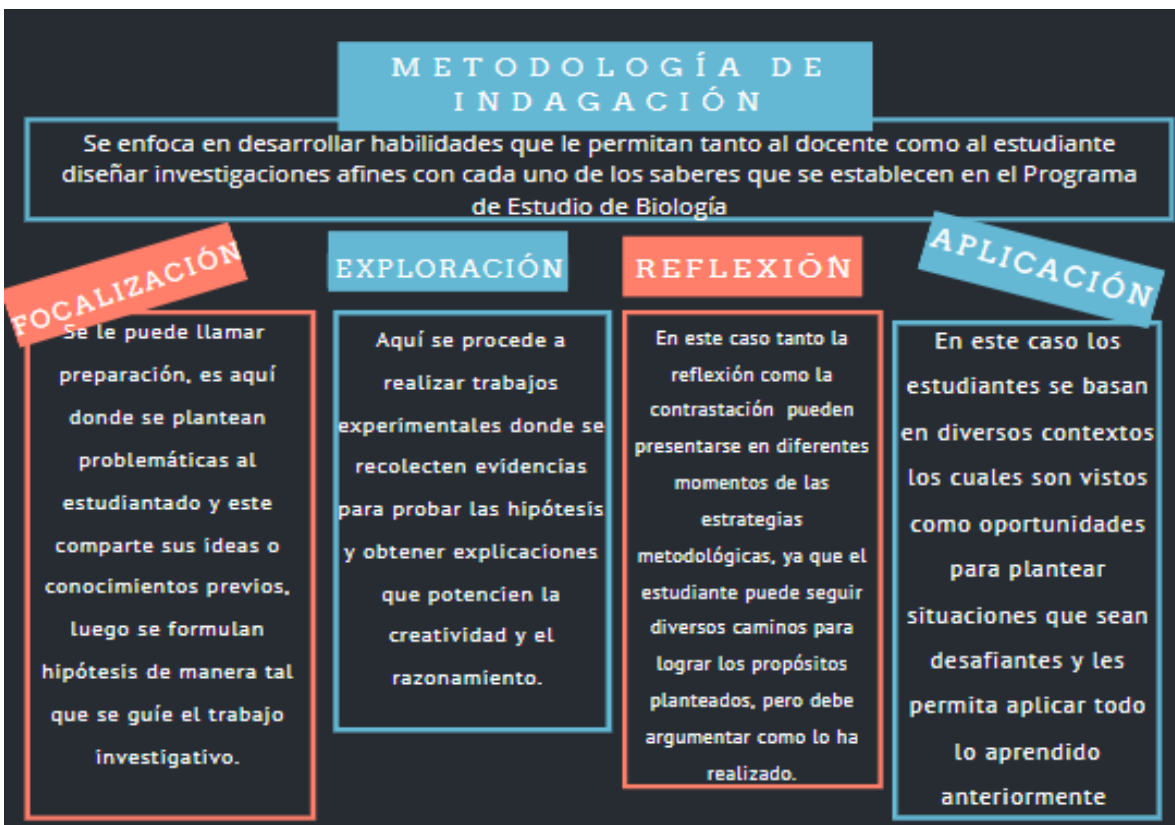 METODOLOGÍA DE
INDAGACIÓN
Se enfoca en desarrollar habilidades que le permitan tanto al docente como al estudiante
diseñar investigaciones afines con cada uno de los saberes que se establecen en el Programa
de Estudio de Biología
FOCALIZACIÓN
Se le puede llamar
preparación, es aquí
donde se plantean
problemáticas al
estudiantado y este
comparte sus ideas o
conocimientos previos,
luego se formulan
hipótesis de manera tal
que se guíe el trabajo
investigativo.
EXPLORACIÓN
Aquí se procede a
realizar trabajos
experimentales donde se
recolecten evidencias
para probar las hipótesis
y obtener explicaciones
que potencien la
creatividad y el
razonamiento.
REFLEXIÓN
En este caso tanto la
reflexión como la
contrastación pueden
presentarse en diferentes
momentos de las
estrategias
metodológicas, ya que el
estudiante puede seguir
diversos caminos para
lograr los propósitos
planteados, pero debe
argumentar como lo ha
realizado.
APLICACIÓN
En este caso los
estudiantes se basan
en diversos contextos
los cuales son vistos
como oportunidades
para plantear
situaciones que sean
desafiantes y les
permita aplicar todo
lo aprendido
anteriormente